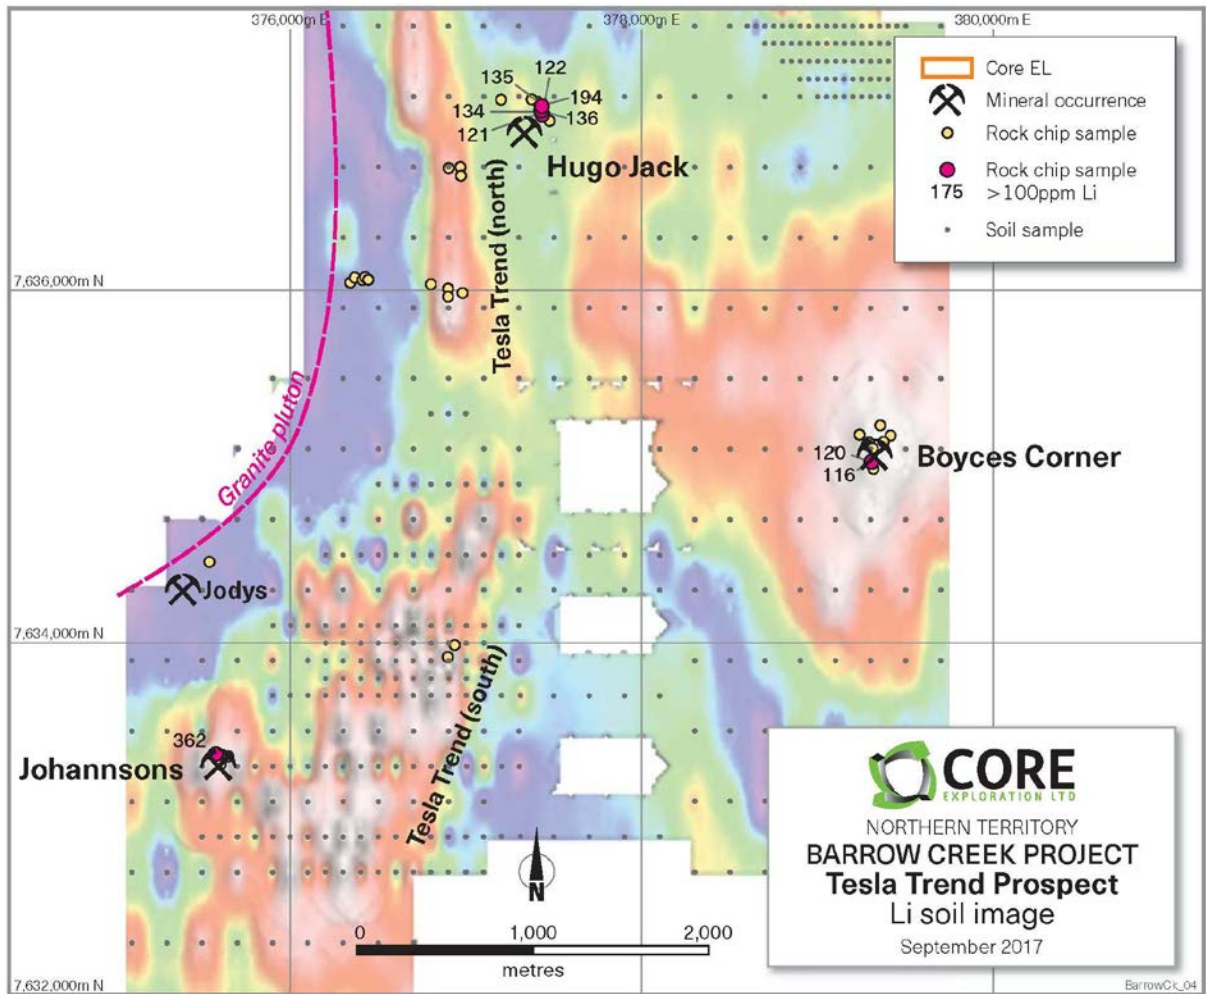 376,000m E
378,000m E
380,000m E
Core EL
Mineral occurrence
Rock chip sample
Rock chip sample
175 >100ppm Li
Soil sample
122
135
194
134
136
121
Hugo Jack
Tesla Trend (north)
7,636,000m N
Granite pluton
120
116
Boyces Corner
Jodys
7,634,000m N
Tesla Trend (south)
362
Johannsons
N
0 1,000 2,000
metres
CORE
EXPLORATION LTD
NORTHERN TERRITORY
BARROW CREEK PROJECT
Tesla Trend Prospect
Li soil image
September 2017
7,632,000m N
BarrowCk_04